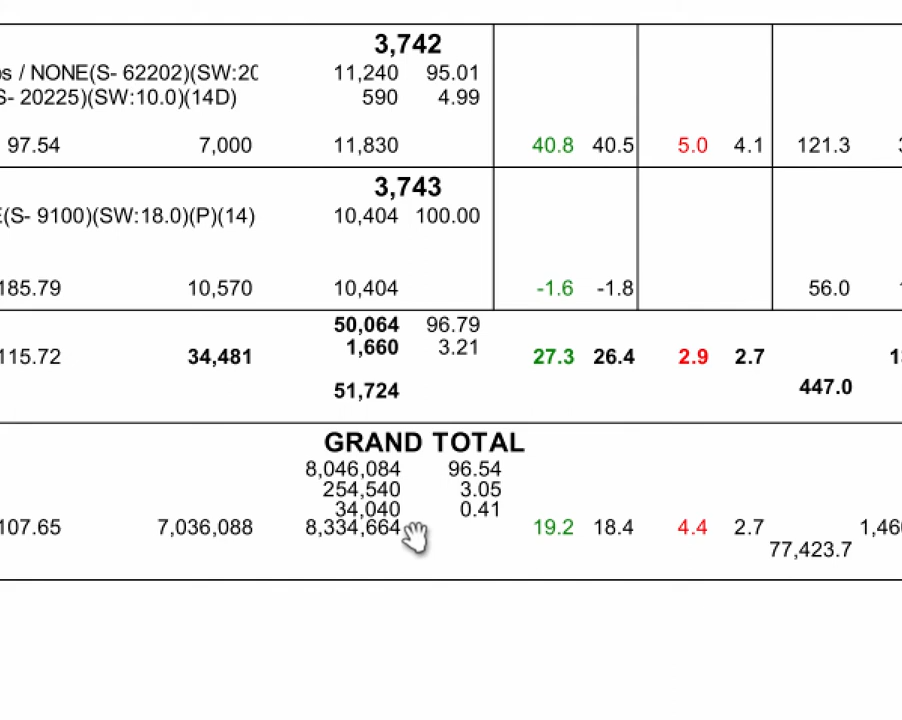 3,742
/ NONE(S- 62202)(SW:20 11,240 95.01
S- 20225)(SW:10.0)(14D) 590 4.99
97.54 7,000 11,830 40.8 40.5 5.0 4.1 121.3
3,743
(S- 9100)(SW:18.0)(P)(14) 10,404 100.00
185.79 10,570 10,404 -1.6 -1.8 56.0
50,064 96.79
1,660 3.21
115.72 34,481 27.3 26.4 2.9 2.7
51,724 447.0
GRAND TOTAL
8,046,084 96.54
254,540 3.05
34,040 0.41
107.65 7,036,088 8,334,664 19.2 18.4 4.4 2.7 1,46
77,423.7